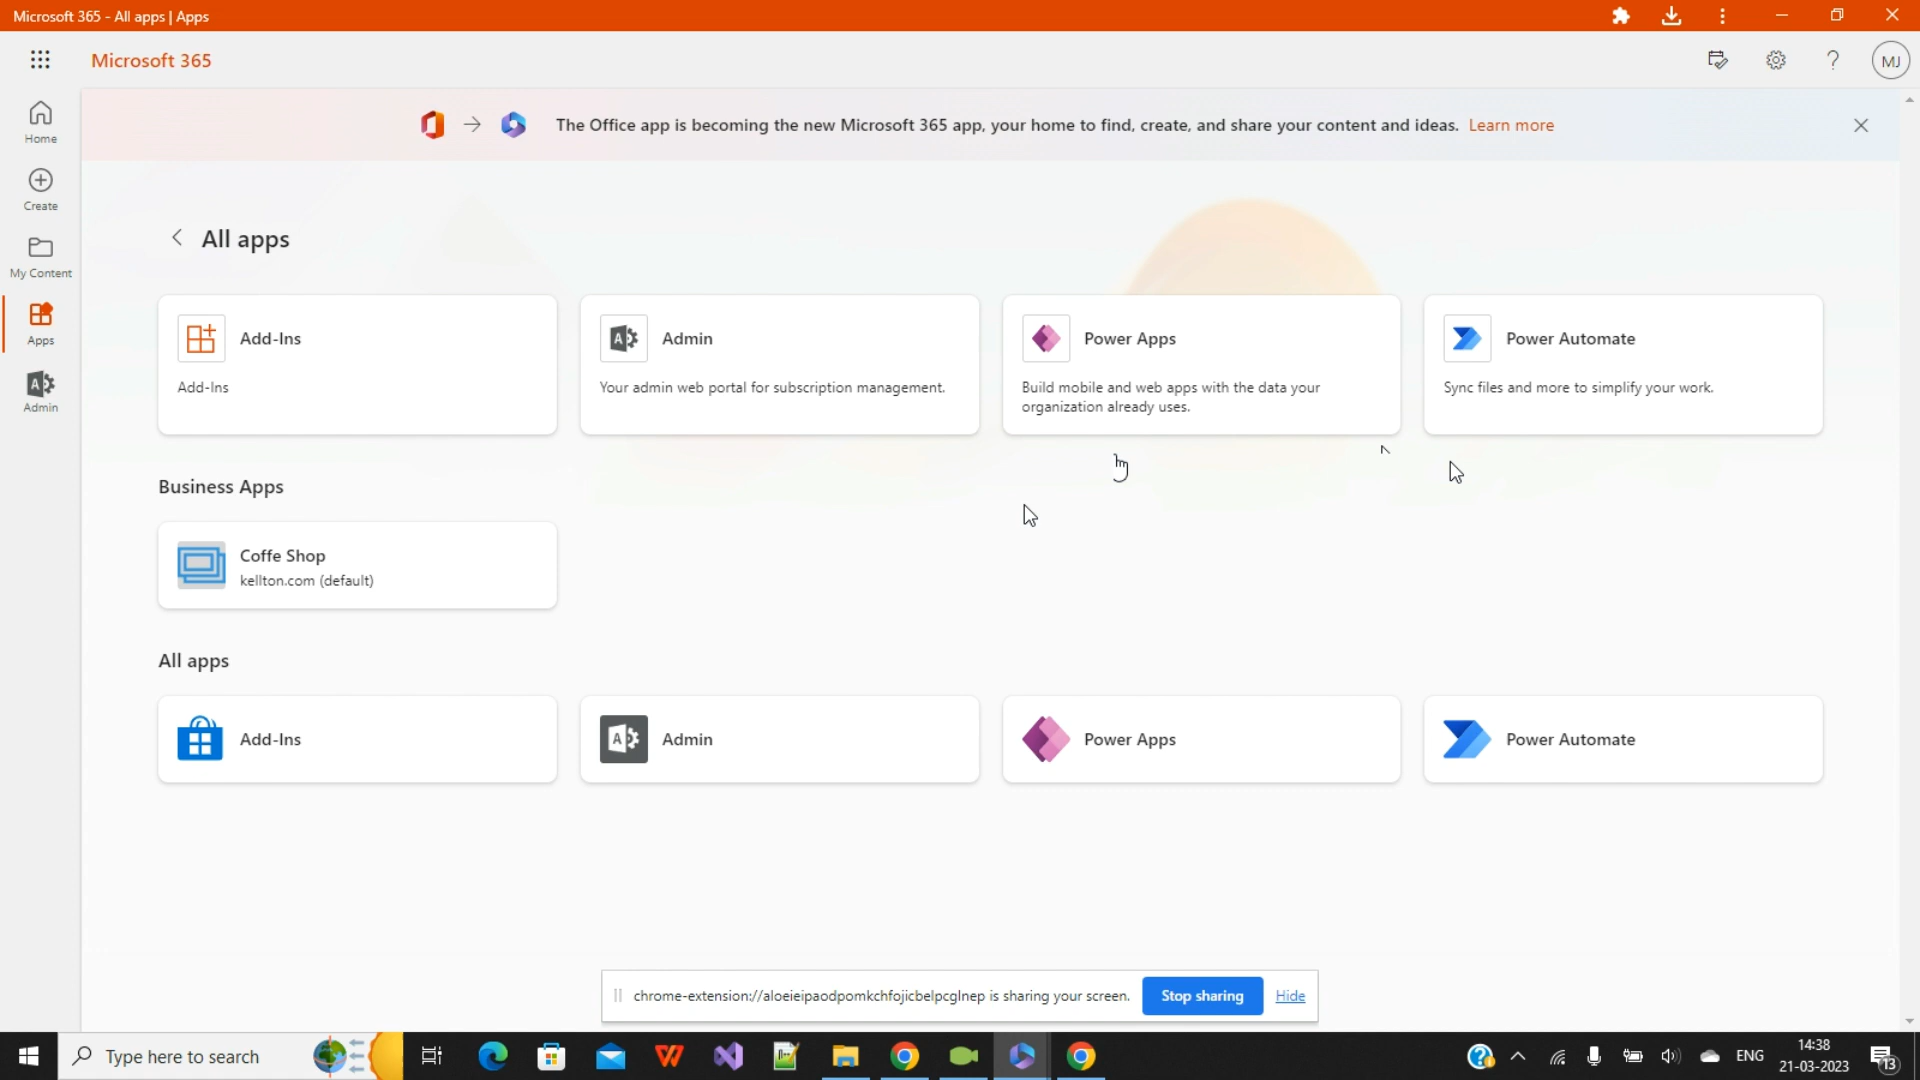 Microsoft 365 - All apps | Apps
Microsoft 365
MJ
Home
Create
My Content
Apps
Admin
The Office app is becoming the new Microsoft 365 app, your home to find, create, and share your content and ideas. Learn more
All apps
Add-Ins
Add-Ins
Admin
Your admin web portal for subscription management.
Power Apps
Build mobile and web apps with the data your
organization already uses.
Power Automate
Sync files and more to simplify your work.
Business Apps
Coffe Shop
kellton.com (default)
All apps
Add-Ins
Admin
Power Apps
Power Automate
chrome-extension://aloeieipaodpomkchfojicbelpcglnep is sharing your screen. Stop sharing Hide
Type here to search
ENG
14:38
21-03-2023
13